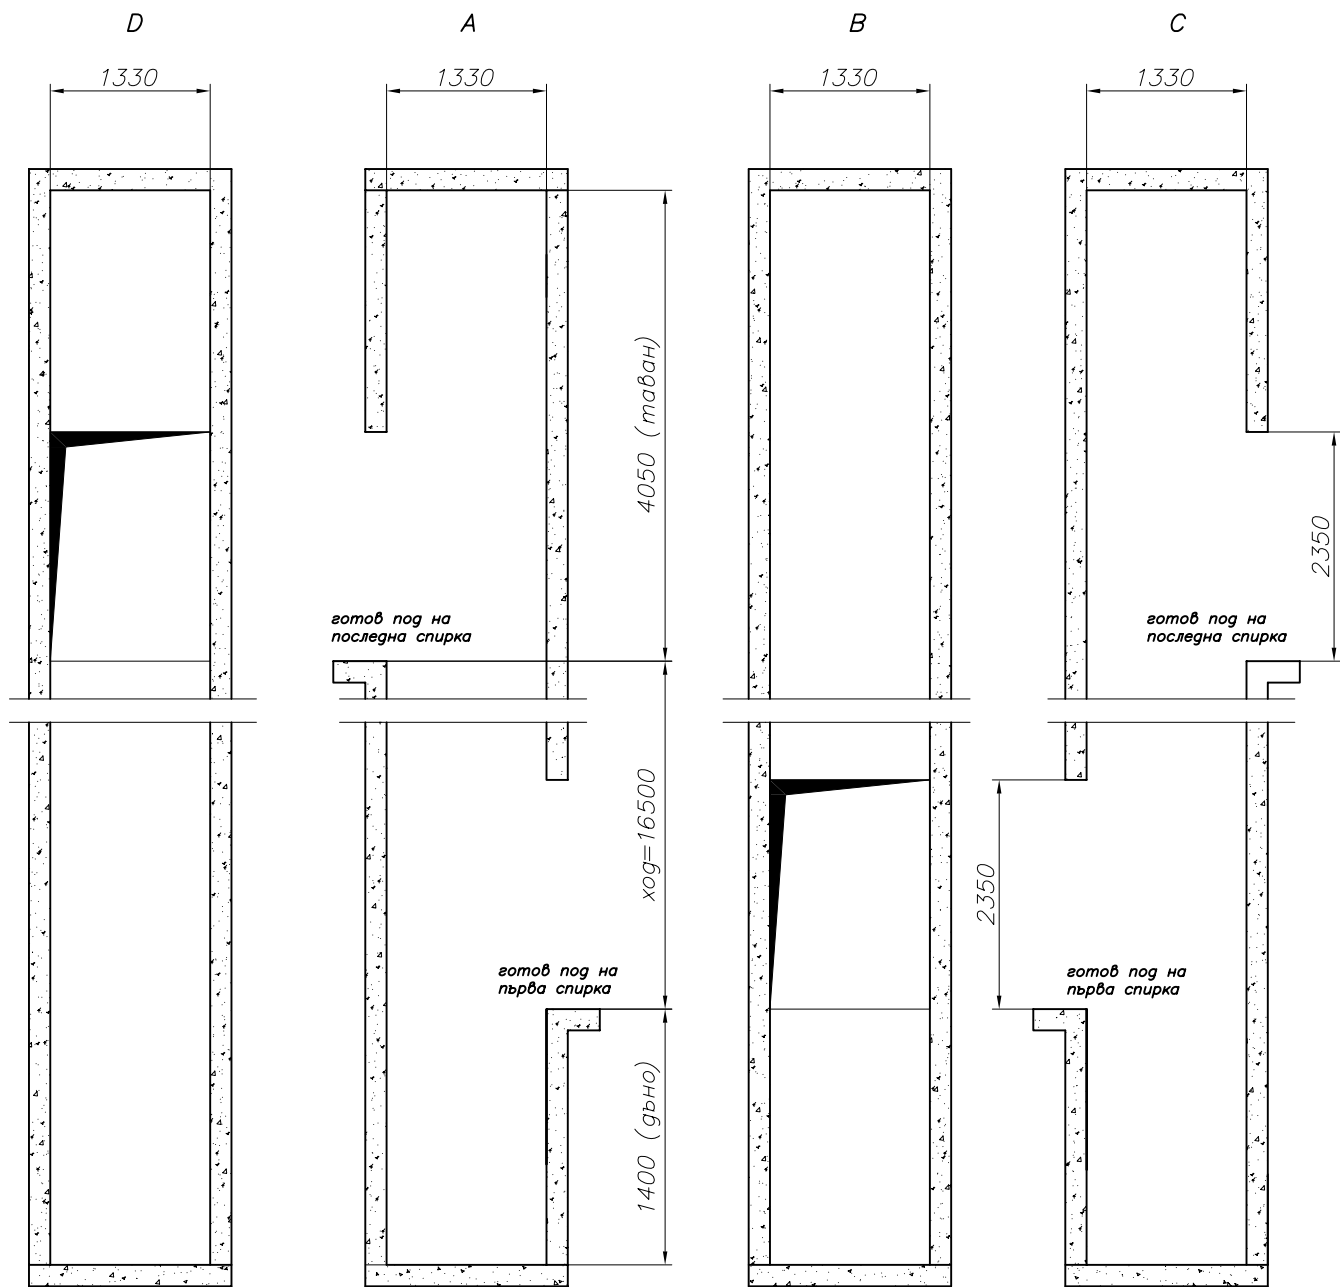 D
A
B
C
1330
1330
1330
1330
4050 (таван)
2350
готов под на
последна спирка
готов под на
последна спирка
ход=16500
2350
готов под на
първа спирка
готов под на
първа спирка
1400 (дъно)